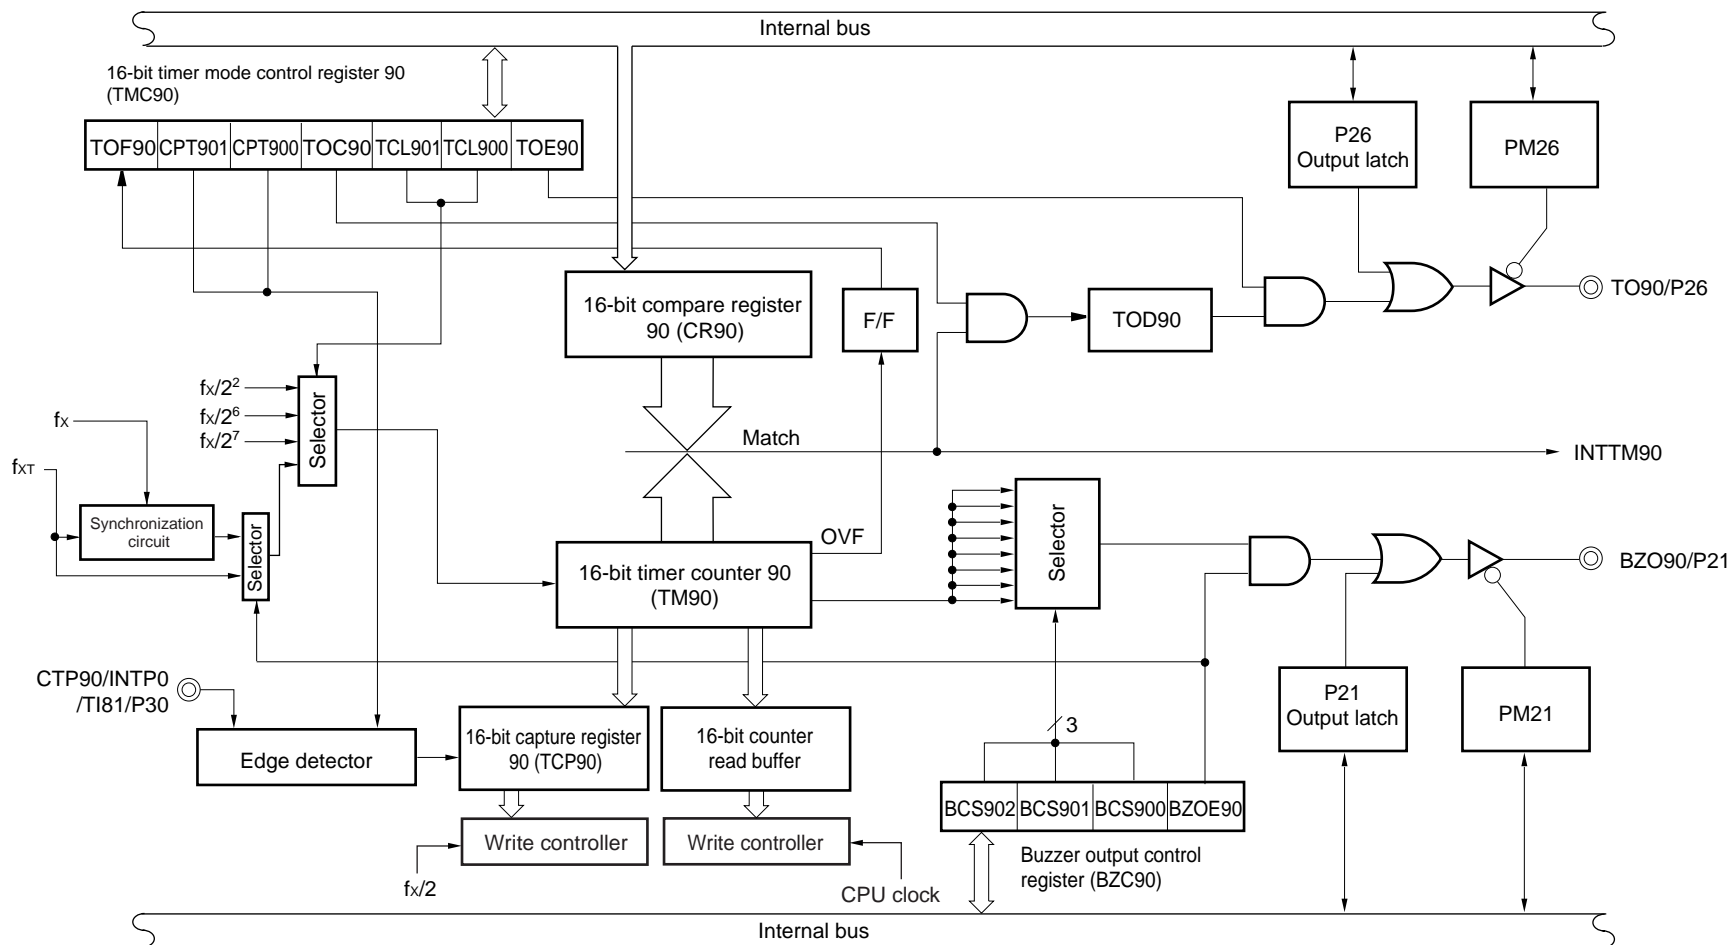 Internal bus
16-bit timer mode control register 90
(TMC90)
TOF90 CPT901 CPT900 TOC90 TCL901 TCL900 TOE90
P26
Output latch
PM26
16-bit compare register
90 (CR90)
F/F
TOD90
TO90/P26
fX/2²
fX/2⁶
fX/2⁷
Selector
fX
fXT
Match
INTTM90
Synchronization
circuit
Selector
OVF
16-bit timer counter 90
(TM90)
Selector
BZO90/P21
CTP90/INTP0
/TI81/P30
Edge detector
16-bit capture register
90 (TCP90)
16-bit counter
read buffer
3
P21
Output latch
PM21
Write controller
Write controller
BCS902 BCS901 BCS900 BZOE90
fX/2
CPU clock
Buzzer output control
register (BZC90)
Internal bus